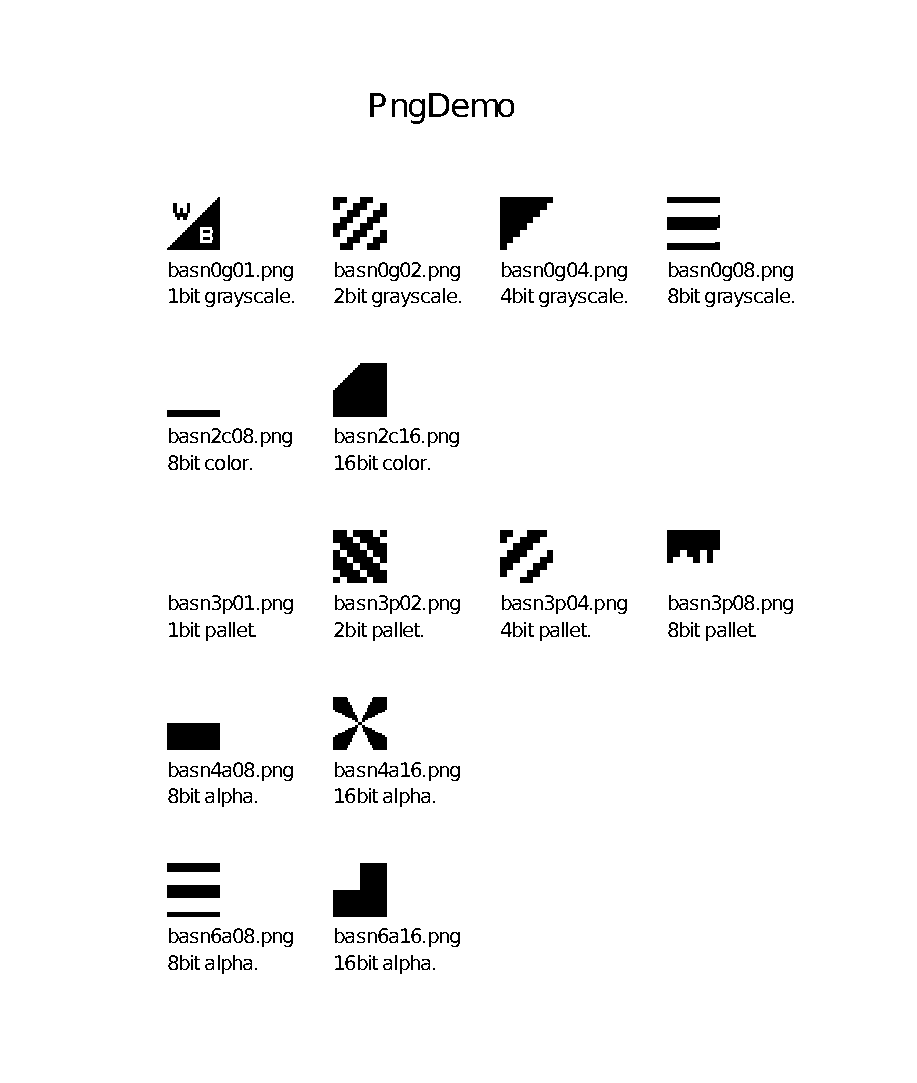 PngDemo
W
B
basn0g01.png basn0g02.png basn0g04.png basn0g08.png
1bit grayscale. 2bit grayscale. 4bit grayscale. 8bit grayscale.
basn2c08.png basn2c16.png
8bit color. 16bit color.
basn3p01.png basn3p02.png basn3p04.png basn3p08.png
1bit pallet. 2bit pallet. 4bit pallet. 8bit pallet.
basn4a08.png basn4a16.png
8bit alpha. 16bit alpha.
basn6a08.png basn6a16.png
8bit alpha. 16bit alpha.